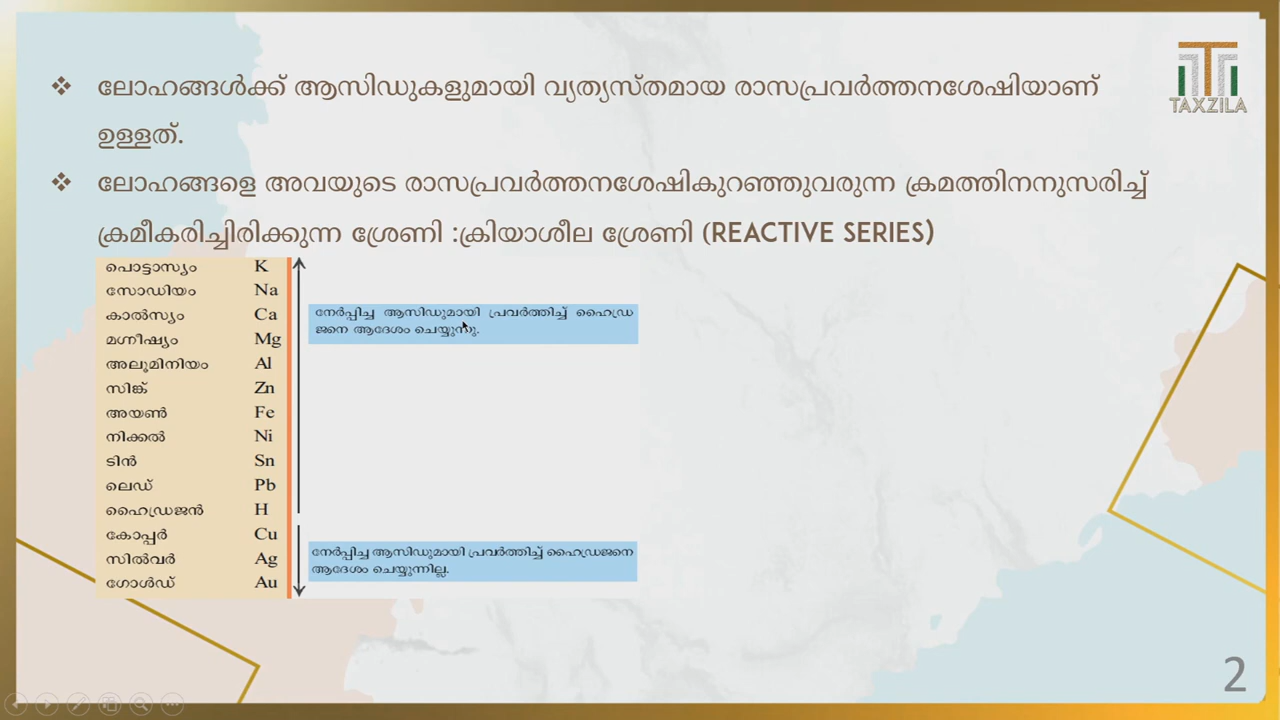 TAXZILA
❖ ലോഹങ്ങൾക്ക് ആസിഡുകളുമായി വ്യത്യസ്തമായ രാസപ്രവർത്തനശേഷിയാണ്
ഉള്ളത്.
❖ ലോഹങ്ങളെ അവയുടെ രാസപ്രവർത്തനശേഷികുറഞ്ഞുവരുന്ന ക്രമത്തിനനുസരിച്ച്
ക്രമീകരിച്ചിരിക്കുന്ന ശ്രേണി :ക്രിയാശീല ശ്രേണി (REACTIVE SERIES)
പൊട്ടാസ്യം K
സോഡിയം Na
കാൽസ്യം Ca
മഗ്നീഷ്യം Mg
അലൂമിനിയം Al
സിങ്ക് Zn
അയൺ Fe
നിക്കൽ Ni
ടിൻ Sn
ലെഡ് Pb
ഹൈഡ്രജൻ H
കോപ്പർ Cu
സിൽവർ Ag
ഗോൾഡ് Au
നേർപ്പിച്ച ആസിഡുമായി പ്രവർത്തിച്ച് ഹൈഡ്ര
ജനെ ആദേശം ചെയ്യുന്നു.
നേർപ്പിച്ച ആസിഡുമായി പ്രവർത്തിച്ച് ഹൈഡ്രജനെ
ആദേശം ചെയ്യുന്നില്ല.
2